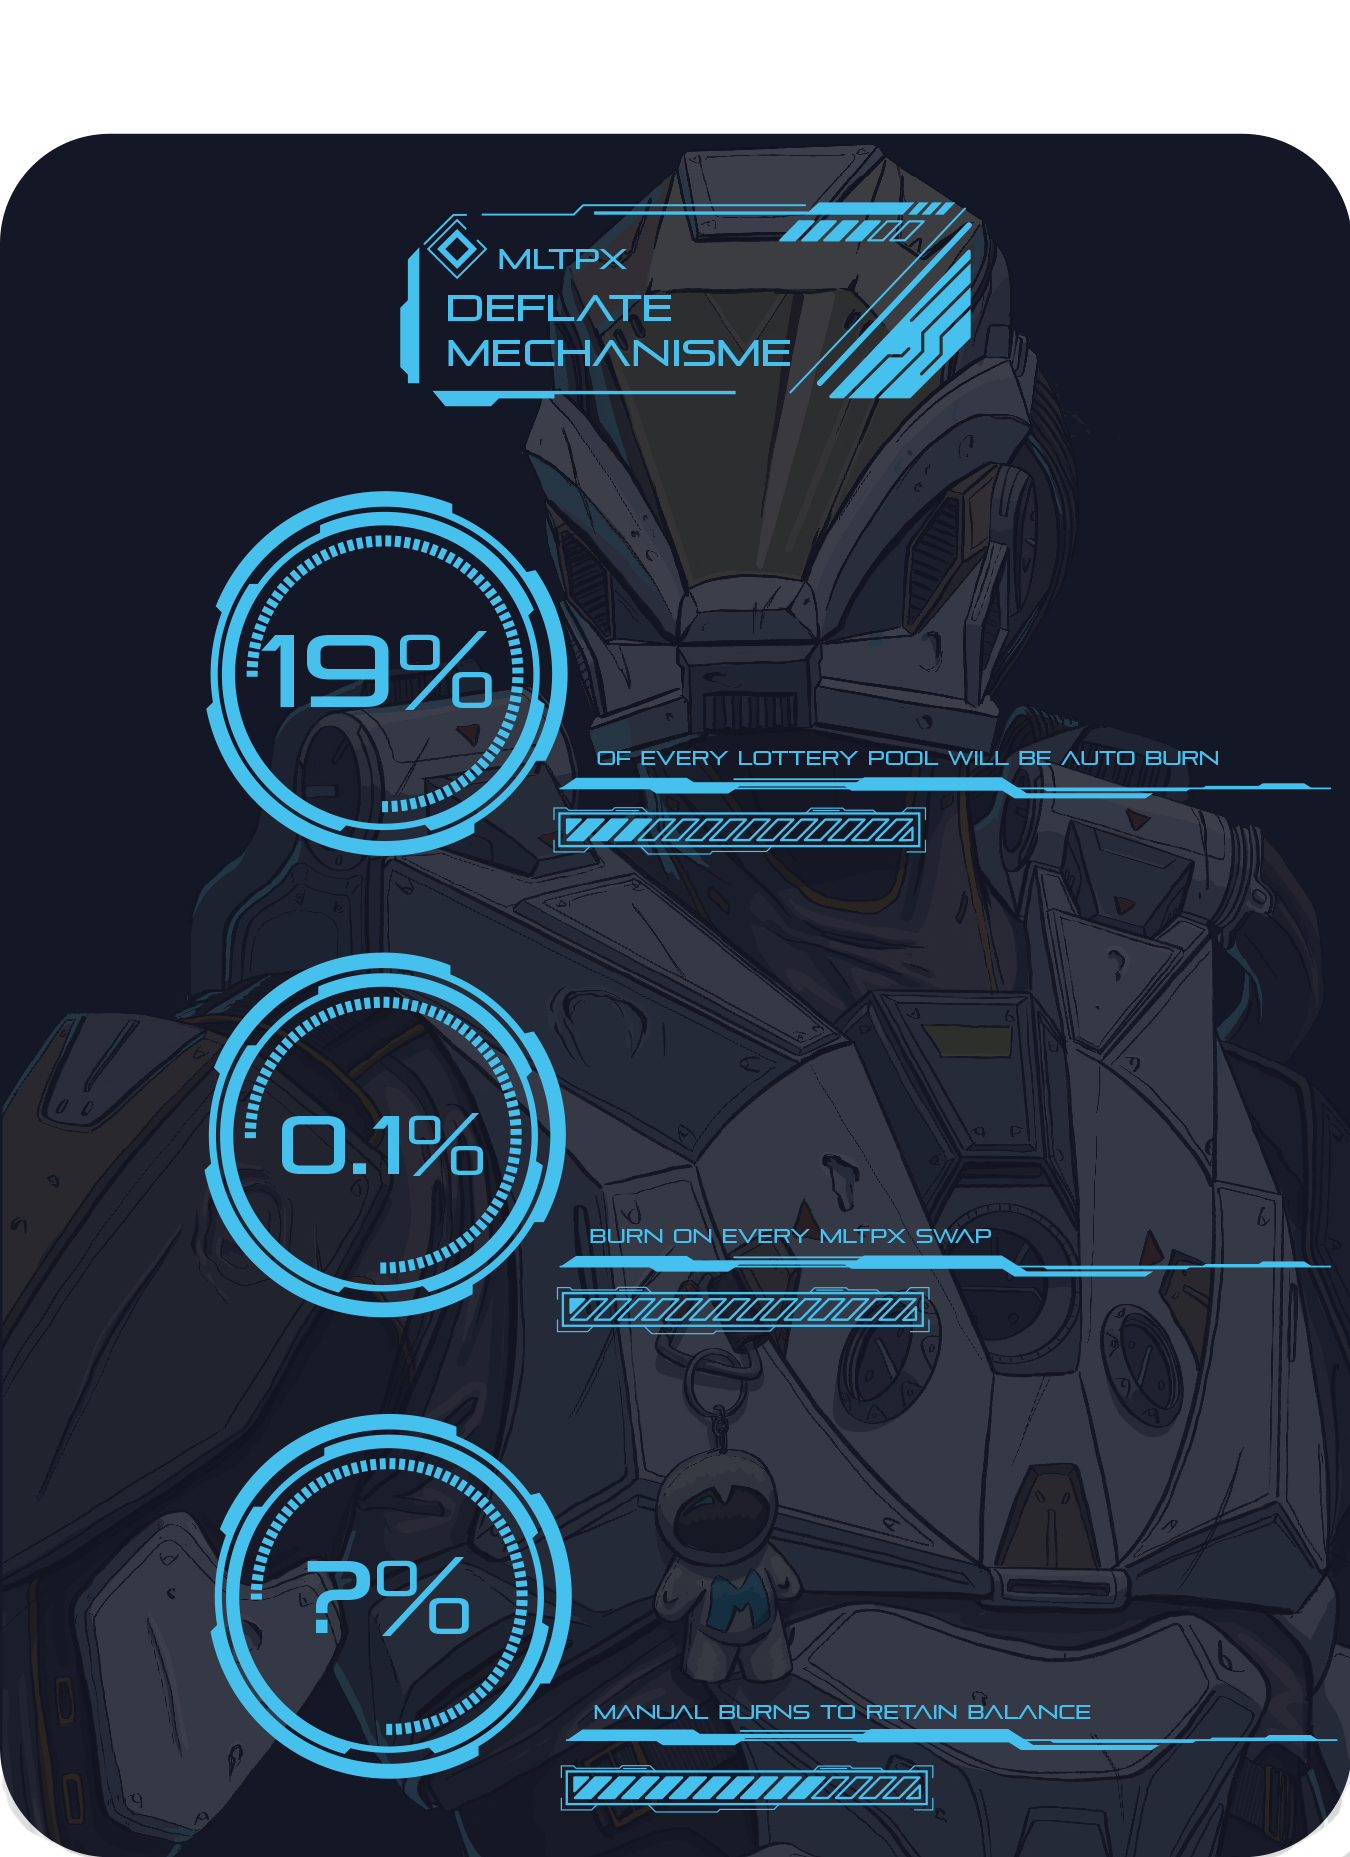 MLTPX
DEFLATE
MECHANISME
19%
OF EVERY LOTTERY POOL WILL BE AUTO BURN
0.1%
BURN ON EVERY MLTPX SWAP
?%
M
MANUAL BURNS TO RETAIN BALANCE